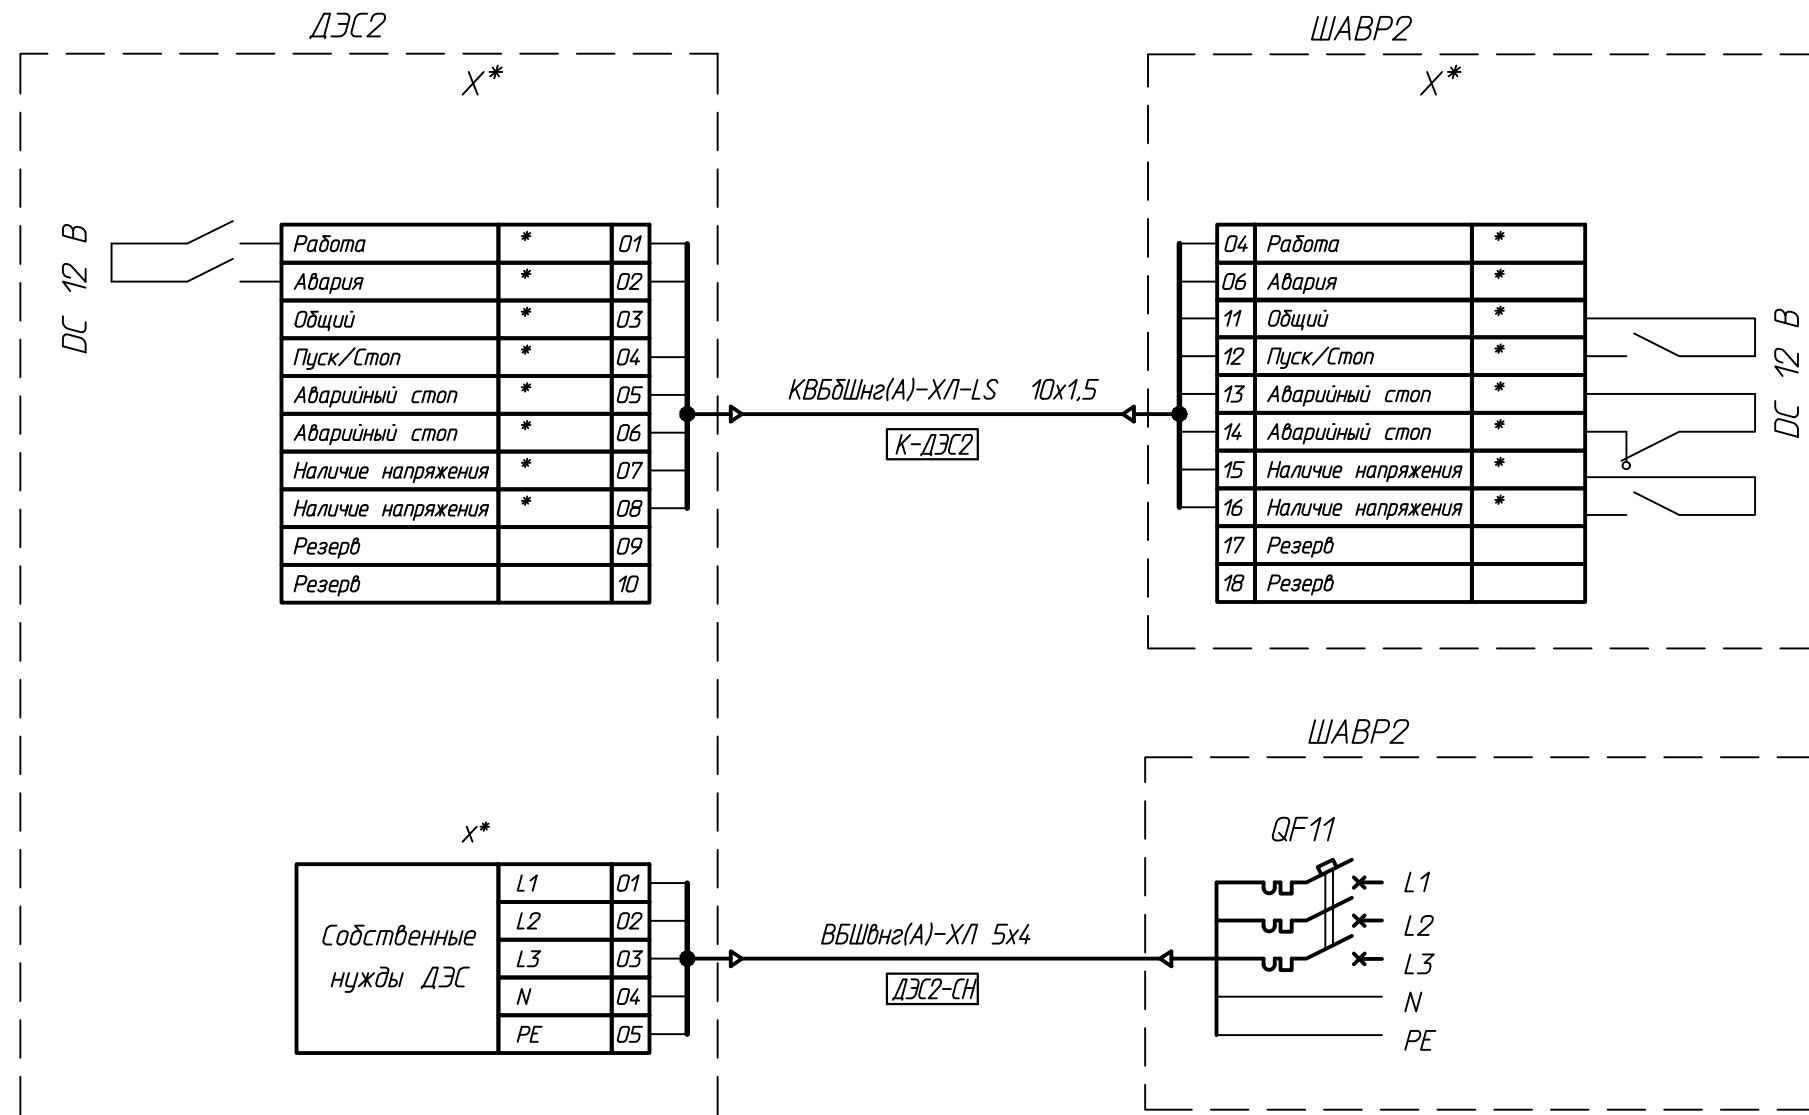 ДЭС2
X*
DC 12 В
Работа * 01
Авария * 02
Общий * 03
Пуск/Стоп * 04
Аварийный стоп * 05
Аварийный стоп * 06
Наличие напряжения * 07
Наличие напряжения * 08
Резерв 09
Резерв 10
КВБбШнг(А)-ХЛ-LS 10х1,5
К-ДЭС2
ШАВР2
X*
04 Работа *
06 Авария *
11 Общий *
12 Пуск/Стоп *
13 Аварийный стоп *
14 Аварийный стоп *
15 Наличие напряжения *
16 Наличие напряжения *
17 Резерв
18 Резерв
DC 12 В
x*
Собственные
нужды ДЭС
L1 01
L2 02
L3 03
N 04
PE 05
ВБШвнг(А)-ХЛ 5х4
ДЭС2-СН
ШАВР2
QF11
L1
L2
L3
N
PE